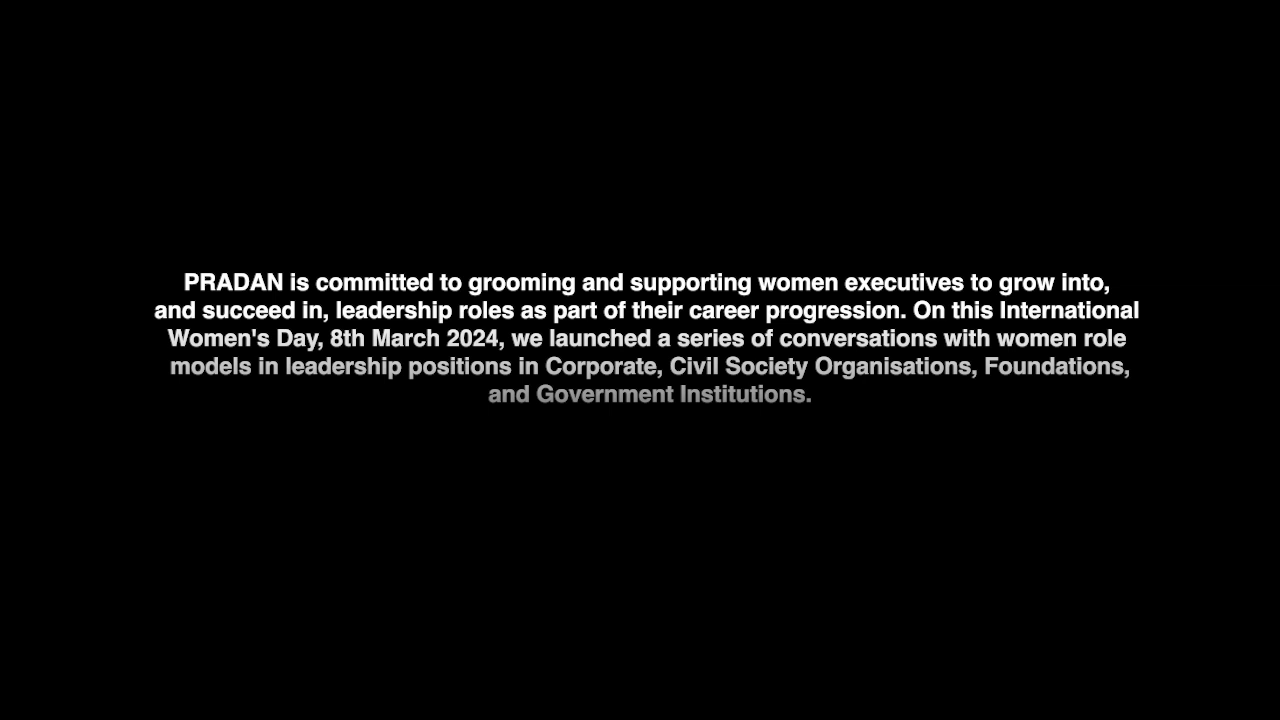 PRADAN is committed to grooming and supporting women executives to grow into,
and succeed in, leadership roles as part of their career progression. On this International
Women's Day, 8th March 2024, we launched a series of conversations with women role
models in leadership positions in Corporate, Civil Society Organisations, Foundations,
and Government Institutions.